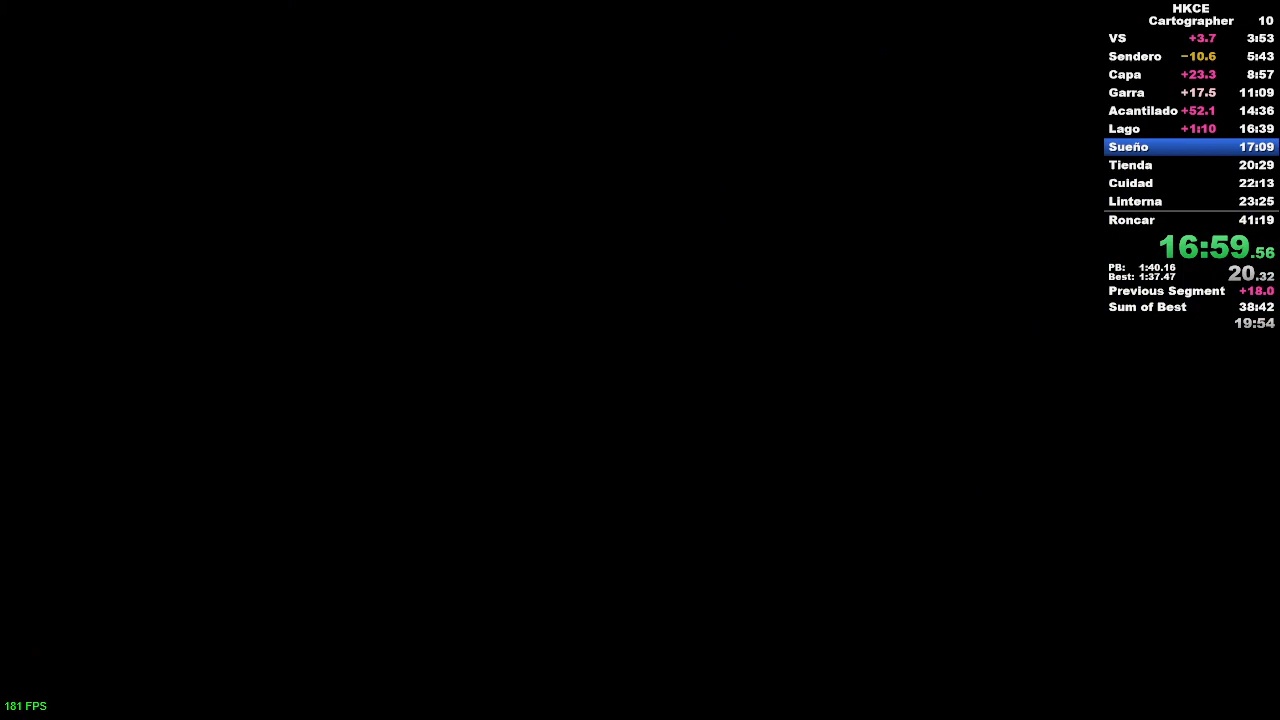 HKCE
Cartographer 10
VS +3.7 3:53
Sendero −10.6 5:43
Capa +23.3 8:57
Garra +17.5 11:09
Acantilado +52.1 14:36
Lago +1:10 16:39
Sueño 17:09
Tienda 20:29
Cuidad 22:13
Linterna 23:25
Roncar 41:19
16:59.56
PB: 1:40.16
Best: 1:37.47
20.32
Previous Segment +18.0
Sum of Best 38:42
19:54
181 FPS